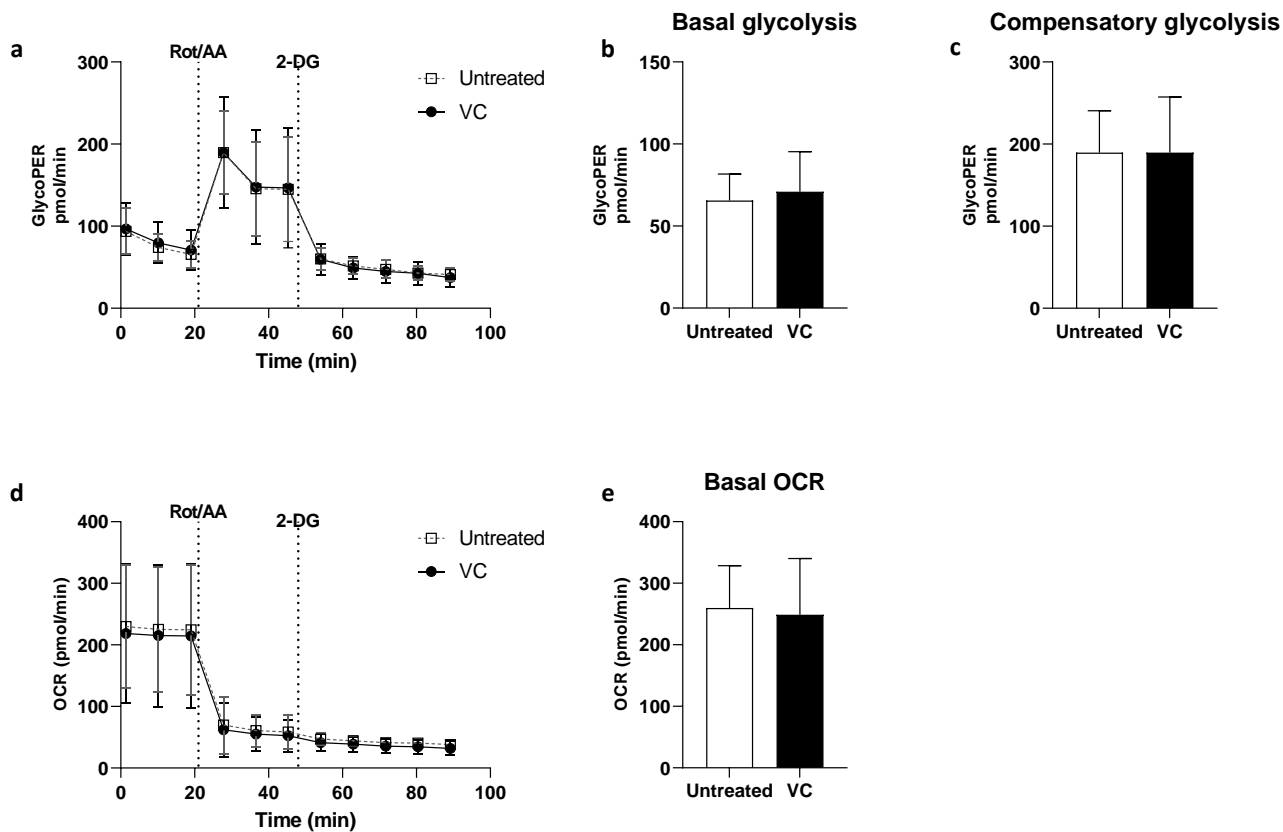 a
Rot/AA
2-DG
Untreated
VC
GlycoPER
pmol/min
300
200
100
0
0 20 40 60 80 100
Time (min)
b
Basal glycolysis
GlycoPER
pmol/min
150
100
50
0
Untreated VC
c
Compensatory glycolysis
GlycoPER
pmol/min
300
200
100
0
Untreated VC
d
Rot/AA
2-DG
Untreated
VC
OCR (pmol/min)
400
300
200
100
0
0 20 40 60 80 100
Time (min)
e
Basal OCR
OCR (pmol/min)
400
300
200
100
0
Untreated VC